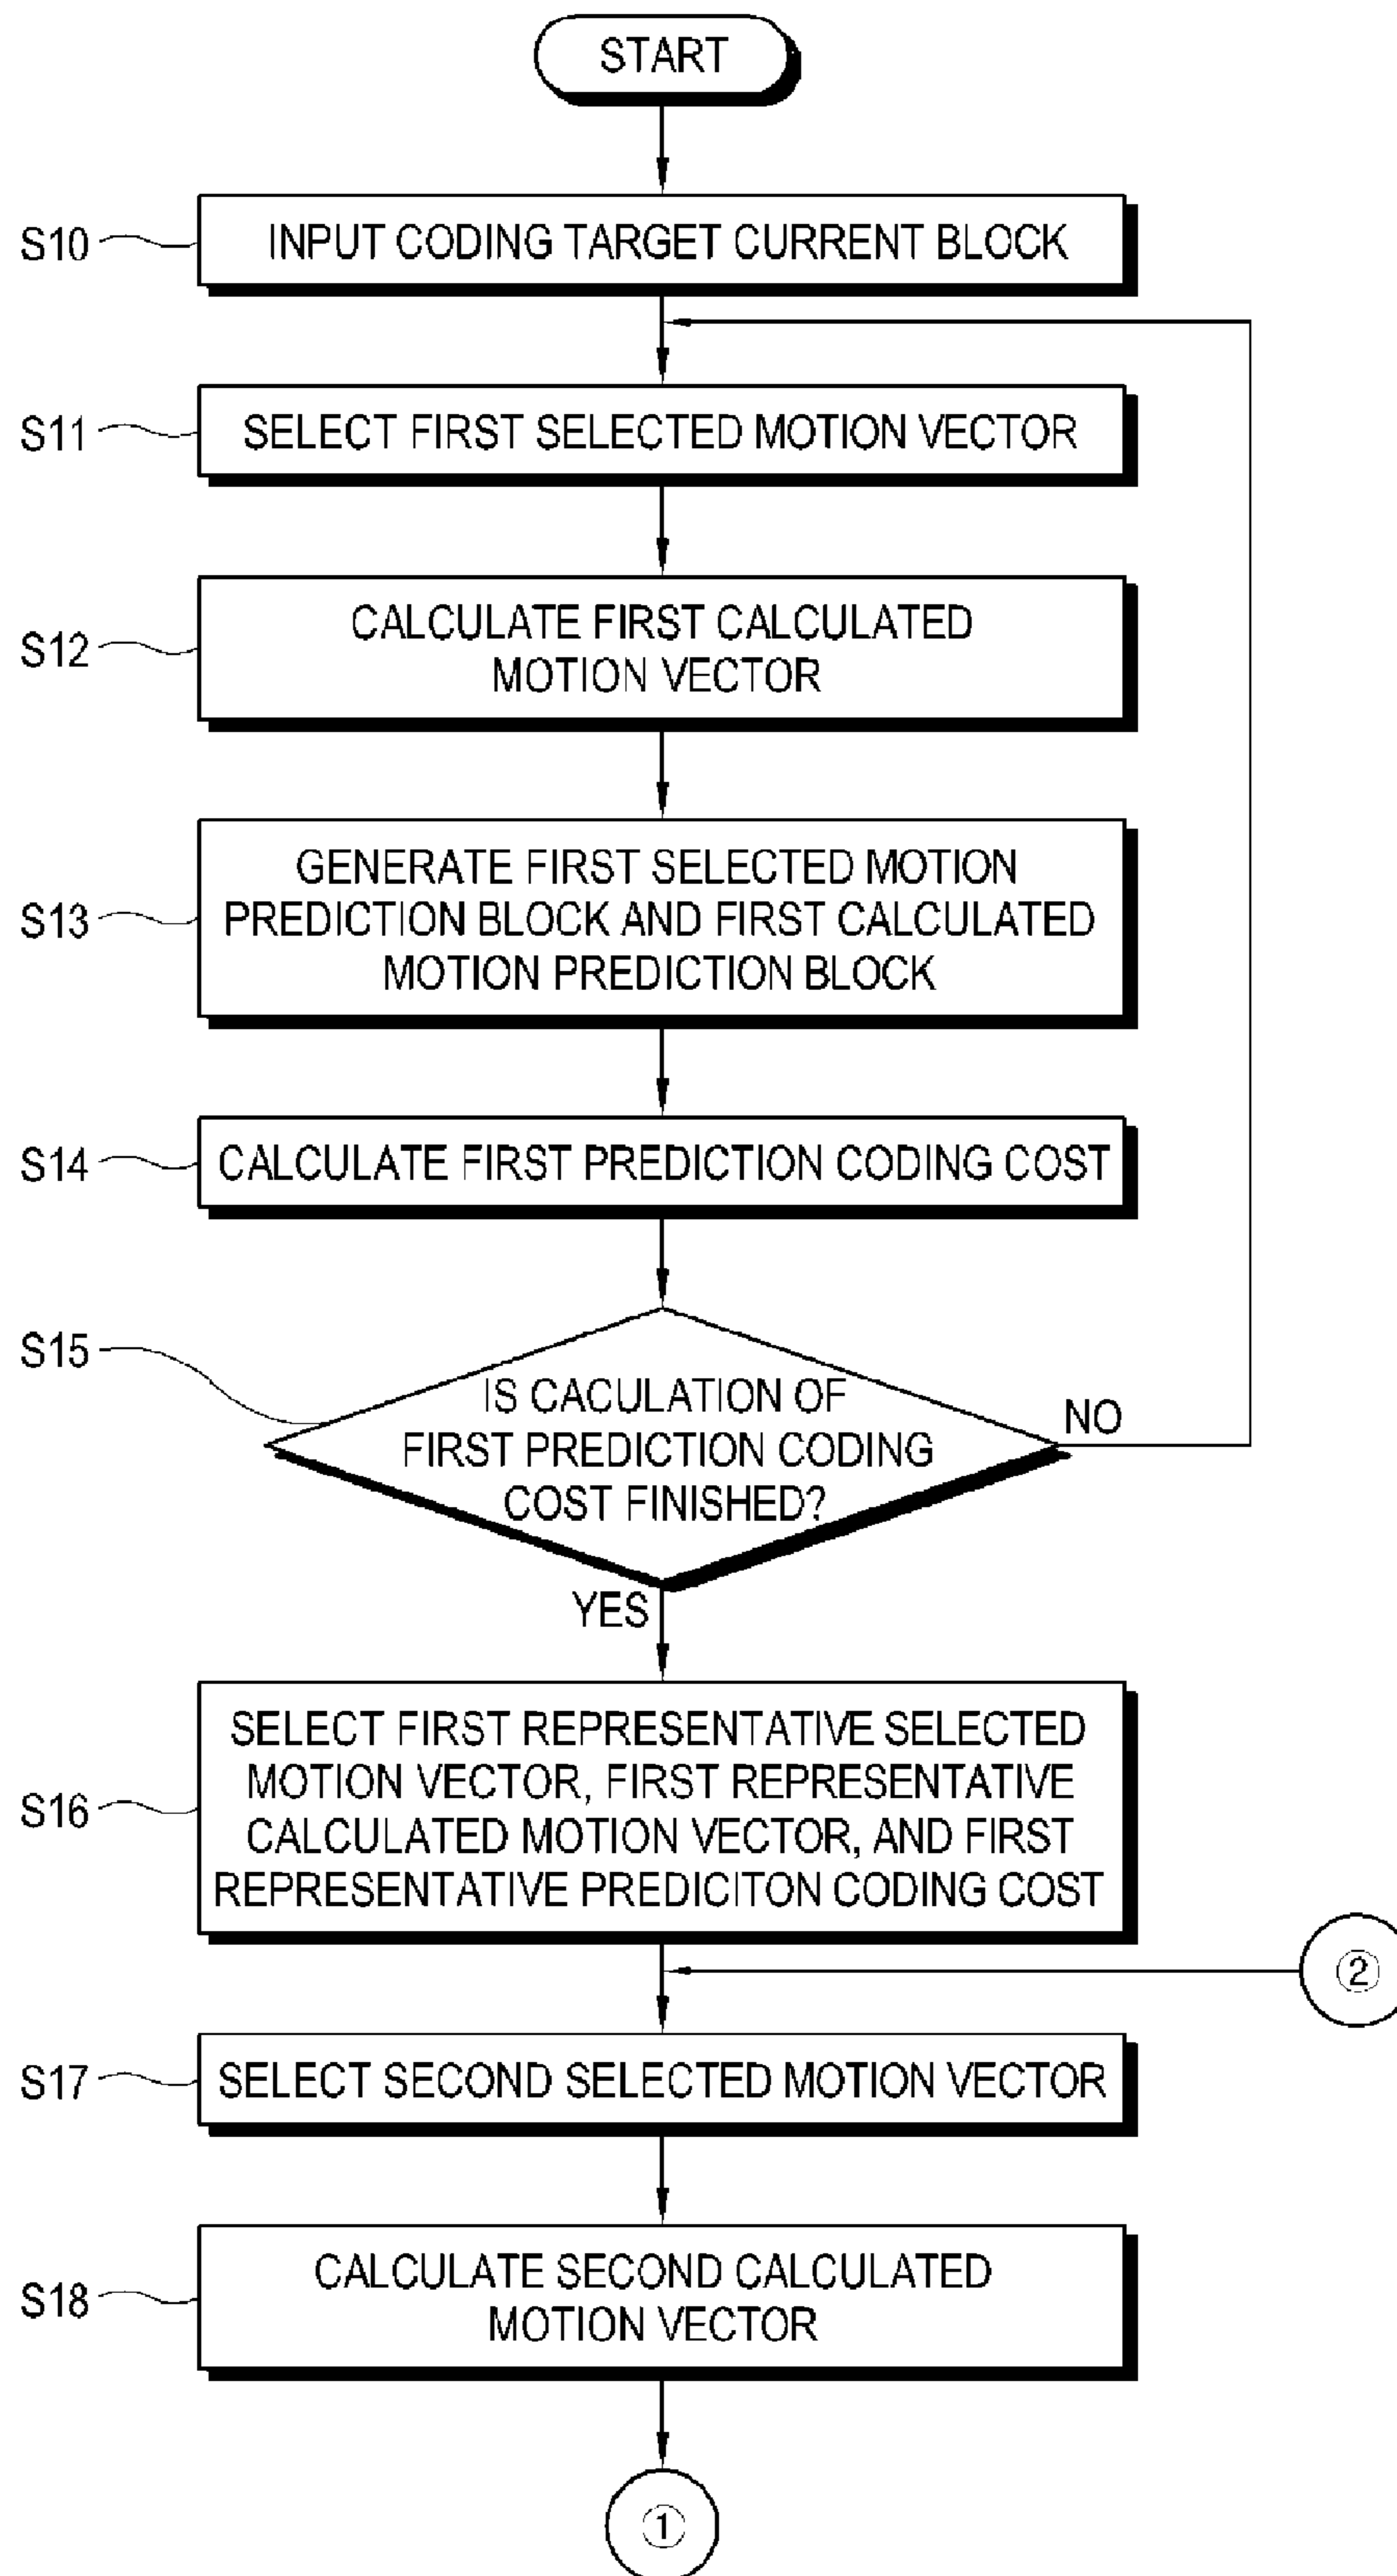 START
S10
INPUT CODING TARGET CURRENT BLOCK
S11
SELECT FIRST SELECTED MOTION VECTOR
S12
CALCULATE FIRST CALCULATED
MOTION VECTOR
S13
GENERATE FIRST SELECTED MOTION
PREDICTION BLOCK AND FIRST CALCULATED
MOTION PREDICTION BLOCK
S14
CALCULATE FIRST PREDICTION CODING COST
S15
IS CACULATION OF
FIRST PREDICTION CODING
COST FINISHED?
NO
YES
S16
SELECT FIRST REPRESENTATIVE SELECTED
MOTION VECTOR, FIRST REPRESENTATIVE
CALCULATED MOTION VECTOR, AND FIRST
REPRESENTATIVE PREDICITON CODING COST
②
S17
SELECT SECOND SELECTED MOTION VECTOR
S18
CALCULATE SECOND CALCULATED
MOTION VECTOR
①